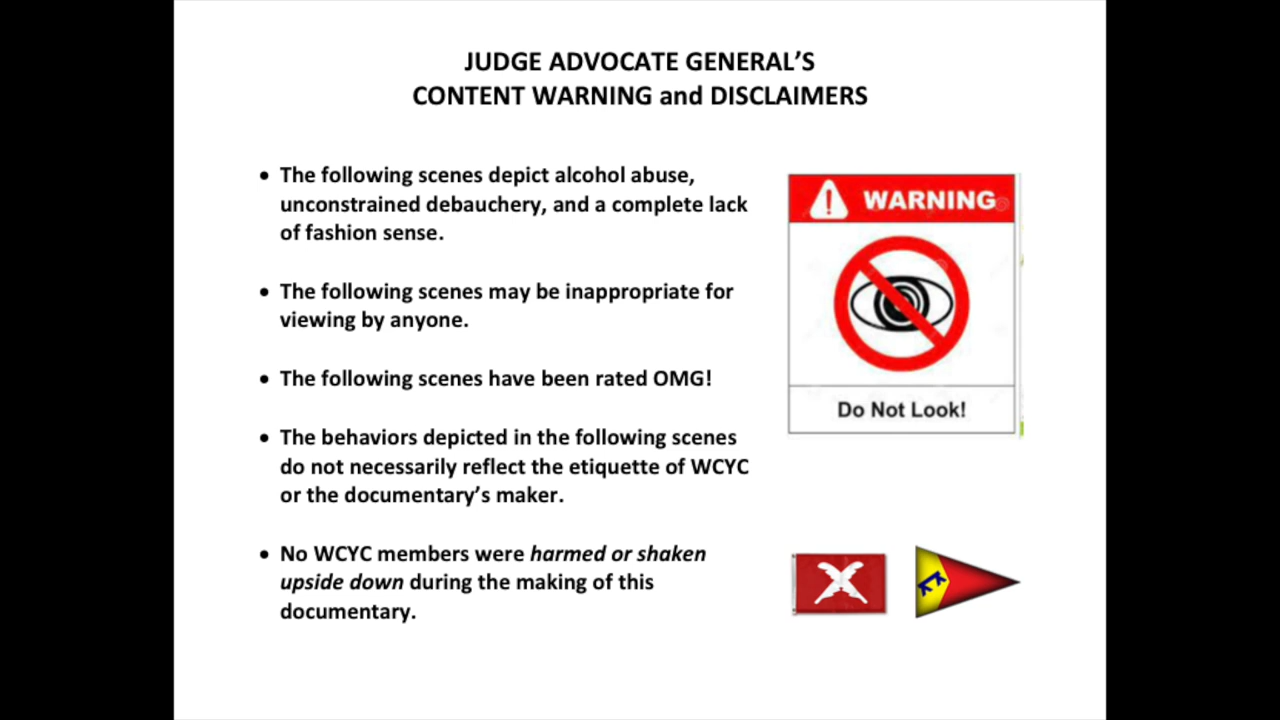 JUDGE ADVOCATE GENERAL’S
CONTENT WARNING and DISCLAIMERS
• The following scenes depict alcohol abuse,
unconstrained debauchery, and a complete lack
of fashion sense.
• The following scenes may be inappropriate for
viewing by anyone.
• The following scenes have been rated OMG!
• The behaviors depicted in the following scenes
do not necessarily reflect the etiquette of WCYC
or the documentary’s maker.
• No WCYC members were harmed or shaken
upside down during the making of this
documentary.
WARNING
Do Not Look!